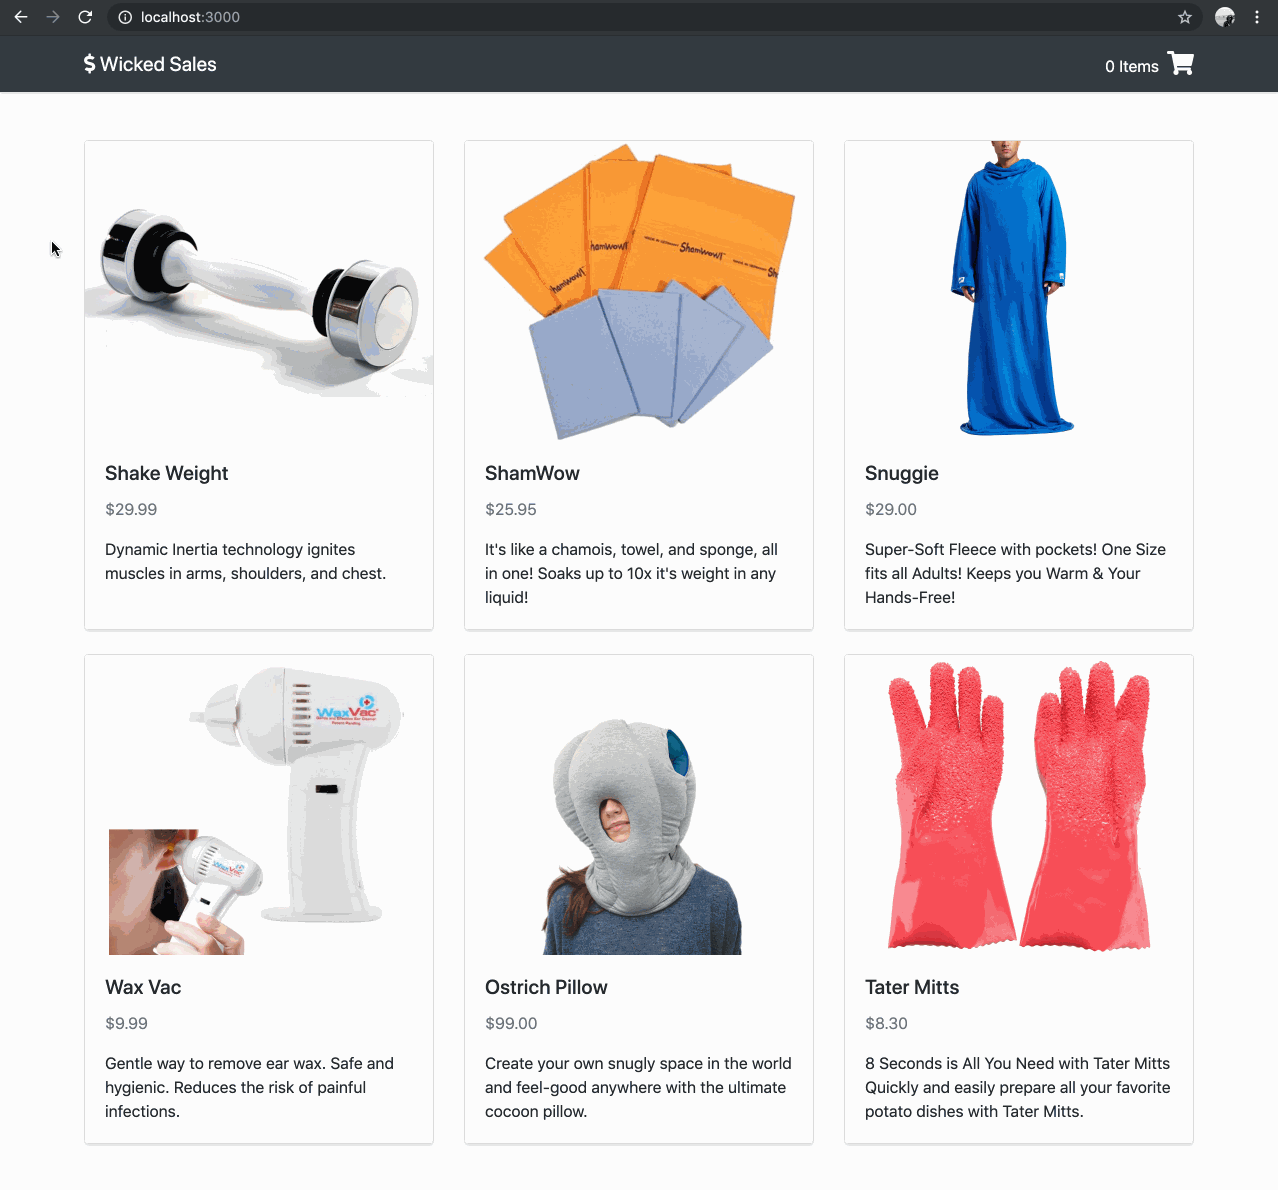 localhost:3000
$ Wicked Sales
0 Items
ShamWow!
ShamWow!
ShamWow!
Sh
Shake Weight
$29.99
Dynamic Inertia technology ignites
muscles in arms, shoulders, and chest.
ShamWow
$25.95
It's like a chamois, towel, and sponge, all
in one! Soaks up to 10x it's weight in any
liquid!
Snuggie
$29.00
Super-Soft Fleece with pockets! One Size
fits all Adults! Keeps you Warm & Your
Hands-Free!
WaxVac
WaxVac
Wax Vac
$9.99
Gentle way to remove ear wax. Safe and
hygienic. Reduces the risk of painful
infections.
Ostrich Pillow
$99.00
Create your own snugly space in the world
and feel-good anywhere with the ultimate
cocoon pillow.
Tater Mitts
$8.30
8 Seconds is All You Need with Tater Mitts
Quickly and easily prepare all your favorite
potato dishes with Tater Mitts.